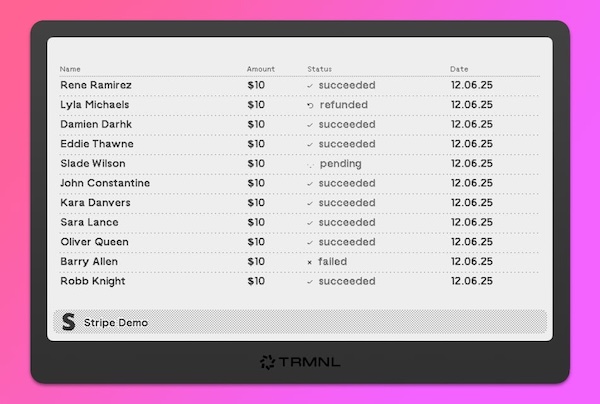 Name Amount Status Date
Rene Ramirez $10 succeeded 12.06.25
Lyla Michaels $10 refunded 12.06.25
Damien Darhk $10 succeeded 12.06.25
Eddie Thawne $10 succeeded 12.06.25
Slade Wilson $10 pending 12.06.25
John Constantine $10 succeeded 12.06.25
Kara Danvers $10 succeeded 12.06.25
Sara Lance $10 succeeded 12.06.25
Oliver Queen $10 succeeded 12.06.25
Barry Allen $10 failed 12.06.25
Robb Knight $10 succeeded 12.06.25
S Stripe Demo
TRMNL